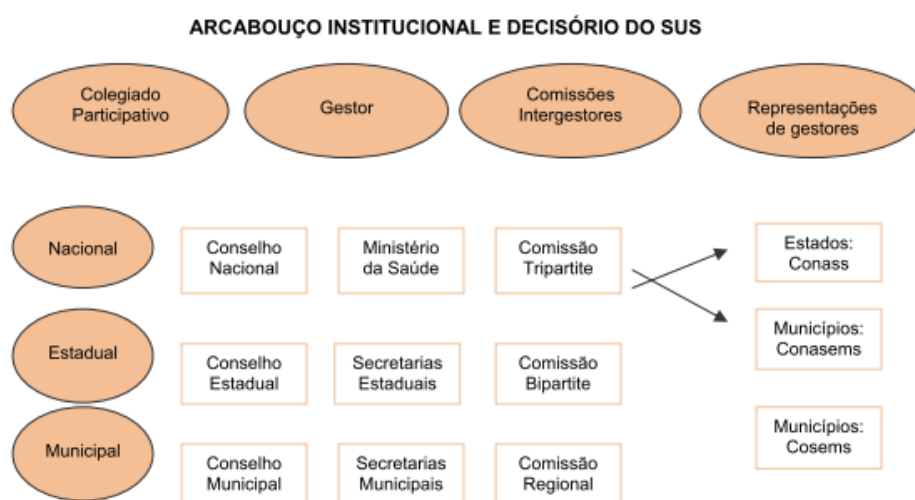 ARCABOUÇO INSTITUCIONAL E DECISÓRIO DO SUS
Colegiado
Participativo
Gestor
Comissões
Intergestores
Representações
de gestores
Nacional
Conselho
Nacional
Ministério
da Saúde
Comissão
Tripartite
Estados:
Conass
Municípios:
Conasems
Estadual
Conselho
Estadual
Secretarias
Estaduais
Comissão
Bipartite
Municípios:
Cosems
Municipal
Conselho
Municipal
Secretarias
Municipais
Comissão
Regional